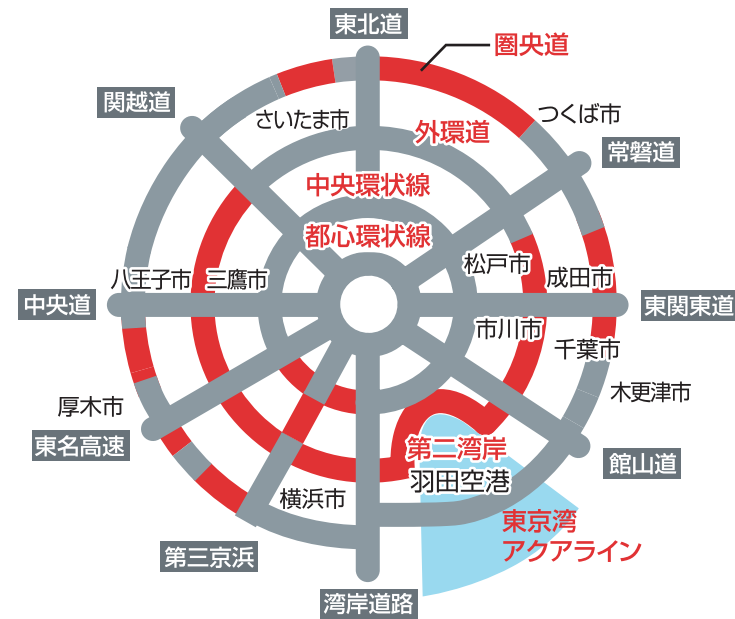 東北道
圏央道
関越道
さいたま市
つくば市
外環道
常磐道
中央環状線
都心環状線
松戸市
八王子市
三鷹市
成田市
中央道
東関東道
市川市
千葉市
木更津市
厚木市
東名高速
第二湾岸
館山道
羽田空港
横浜市
東京湾
アクアライン
第三京浜
湾岸道路